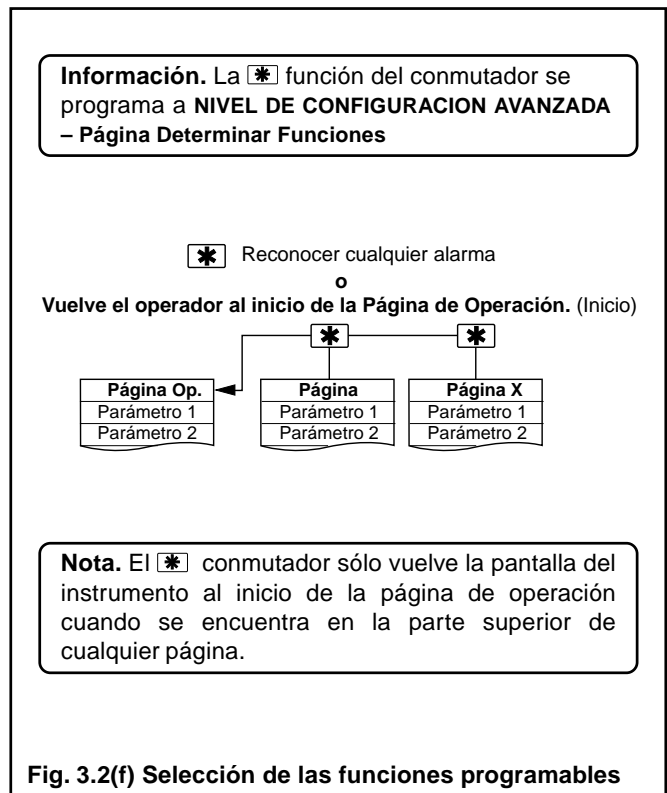 Información. La ✱ función del conmutador se
programa a NIVEL DE CONFIGURACION AVANZADA
– Página Determinar Funciones
✱ Reconocer cualquier alarma
o
Vuelve el operador al inicio de la Página de Operación. (Inicio)
✱ ✱
Página Op. Página Página X
Parámetro 1 Parámetro 1 Parámetro 1
Parámetro 2 Parámetro 2 Parámetro 2
Nota. El ✱ conmutador sólo vuelve la pantalla del
instrumento al inicio de la página de operación
cuando se encuentra en la parte superior de
cualquier página.
Fig. 3.2(f) Selección de las funciones programables